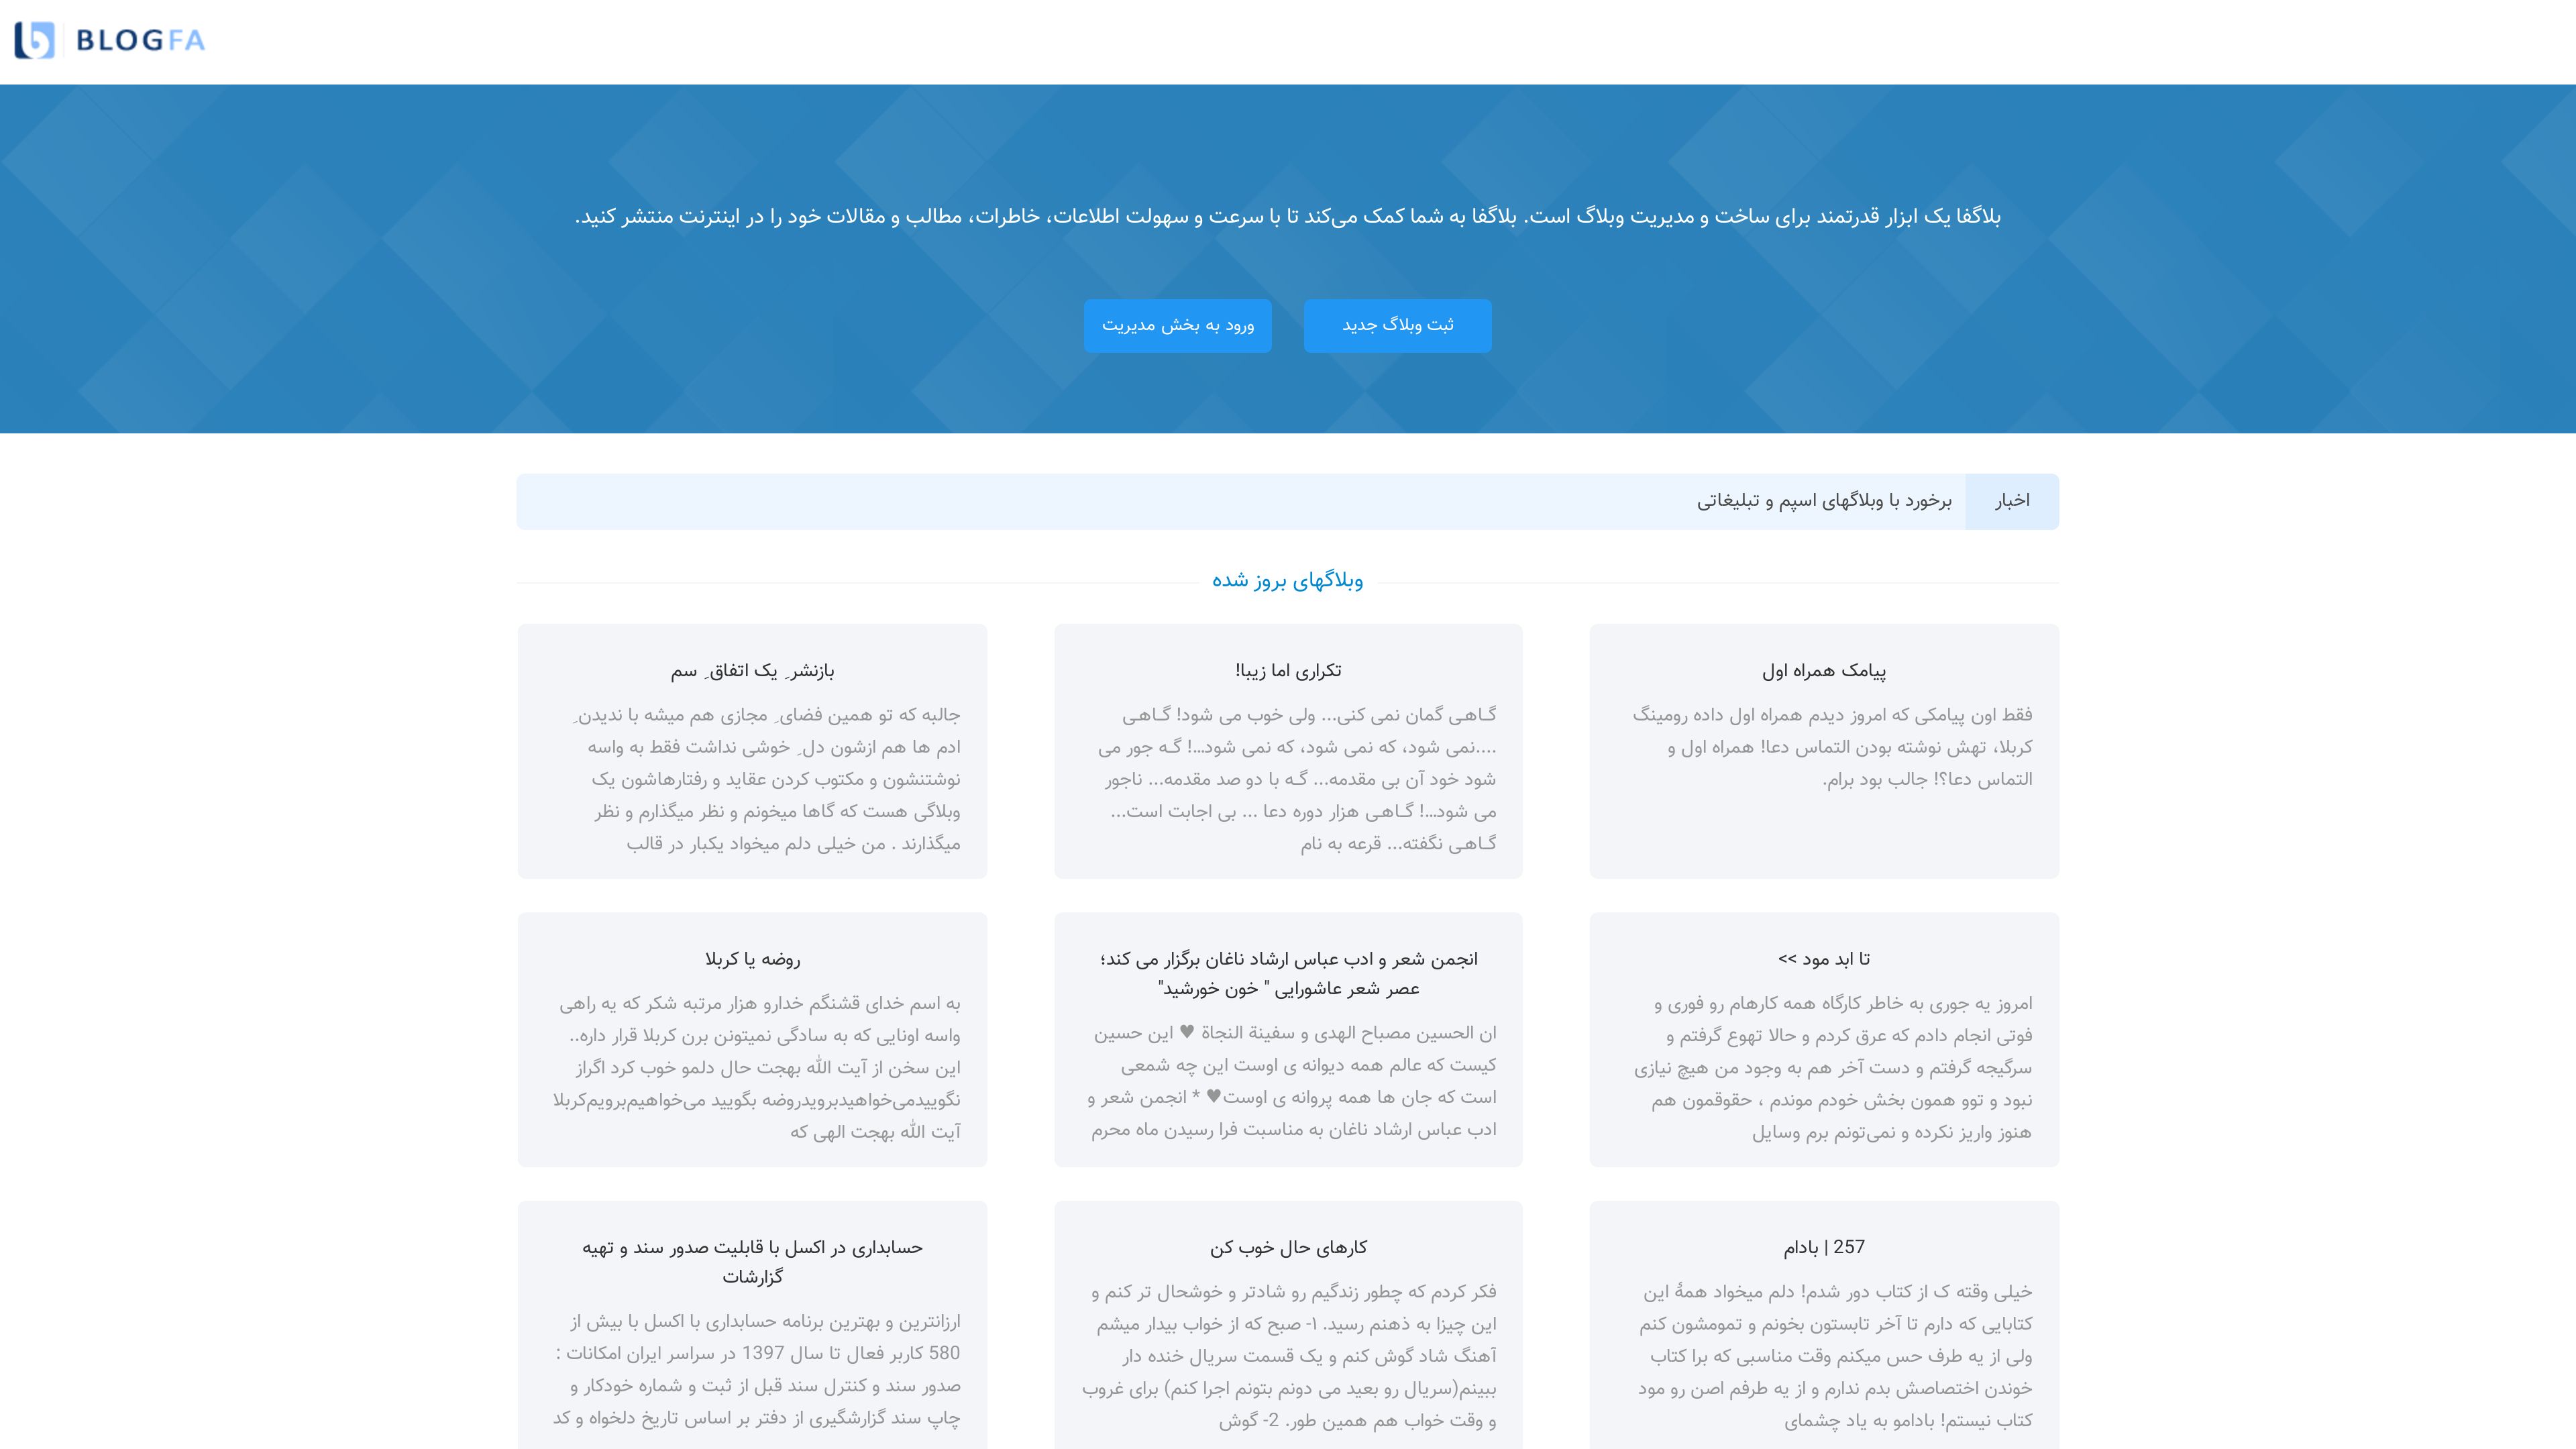 BLOGFA
بلاگفا یک ابزار قدرتمند برای ساخت و مدیریت وبلاگ است. بلاگفا به شما کمک می‌کند تا با سرعت و سهولت اطلاعات، خاطرات، مطالب و مقالات خود را در اینترنت منتشر کنید.
ثبت وبلاگ جدید
ورود به بخش مدیریت
اخبار
برخورد با وبلاگهای اسپم و تبلیغاتی
وبلاگهای بروز شده
پیامک همراه اول
فقط اون پیامکی که امروز دیدم همراه اول داده رومینگ
کربلا، تهش نوشته بودن التماس دعا! همراه اول و
التماس دعا؟! جالب بود برام.
تکراری اما زیبا!
گـاهـی گمان نمی کنی... ولی خوب می شود! گـاهـی
....نمی شود، که نمی شود، که نمی شود...! گـه جور می
شود خود آن بی مقدمه... گـه با دو صد مقدمه... ناجور
می شود...! گـاهـی هزار دوره دعا ... بی اجابت است...
گـاهـی نگفته... قرعه به نام
بازنشر ِ یک اتفاق ِ سم
جالبه که تو همین فضای ِ مجازی هم میشه با ندیدن ِ
ادم ها هم ازشون دل ِ خوشی نداشت فقط به واسه
نوشتنشون و مکتوب کردن عقاید و رفتارهاشون یک
وبلاگی هست که گاها میخونم و نظر میگذارم و نظر
میگذارند . من خیلی دلم میخواد یکبار در قالب
تا ابد مود >>
امروز یه جوری به خاطر کارگاه همه کارهام رو فوری و
فوتی انجام دادم که عرق کردم و حالا تهوع گرفتم و
سرگیجه گرفتم و دست آخر هم به وجود من هیچ نیازی
نبود و توو همون بخش خودم موندم ، حقوقمون هم
هنوز واریز نکرده و نمی‌تونم برم وسایل
انجمن شعر و ادب عباس ارشاد ناغان برگزار می کند؛
عصر شعر عاشورایی " خون خورشید"
ان الحسین مصباح الهدی و سفینة النجاة ♥ این حسین
کیست که عالم همه دیوانه ی اوست این چه شمعی
است که جان ها همه پروانه ی اوست♥ * انجمن شعر و
ادب عباس ارشاد ناغان به مناسبت فرا رسیدن ماه محرم
روضه یا کربلا
به اسم خدای قشنگم خدارو هزار مرتبه شکر که یه راهی
واسه اونایی که به سادگی نمیتونن برن کربلا قرار داره..
این سخن از آیت الله بهجت حال دلمو خوب کرد اگراز
نگوییدمی‌خواهیدبرویدروضه بگویید می‌خواهیم‌برویم‌کربلا
آیت الله بهجت الهی که
257 | بادام
خیلی وقته ک از کتاب دور شدم! دلم میخواد همهٔ این
کتابایی که دارم تا آخر تابستون بخونم و تمومشون کنم
ولی از یه طرف حس میکنم وقت مناسبی که برا کتاب
خوندن اختصاصش بدم ندارم و از یه طرفم اصن رو مود
کتاب نیستم! بادامو به یاد چشمای
کارهای حال خوب کن
فکر کردم که چطور زندگیم رو شادتر و خوشحال تر کنم و
این چیزا به ذهنم رسید. ۱- صبح که از خواب بیدار میشم
آهنگ شاد گوش کنم و یک قسمت سریال خنده دار
ببینم(سریال رو بعید می دونم بتونم اجرا کنم) برای غروب
و وقت خواب هم همین طور. 2- گوش
حسابداری در اکسل با قابلیت صدور سند و تهیه
گزارشات
ارزانترین و بهترین برنامه حسابداری با اکسل با بیش از
580 کاربر فعال تا سال 1397 در سراسر ایران امکانات :
صدور سند و کنترل سند قبل از ثبت و شماره خودکار و
چاپ سند گزارشگیری از دفتر بر اساس تاریخ دلخواه و کد